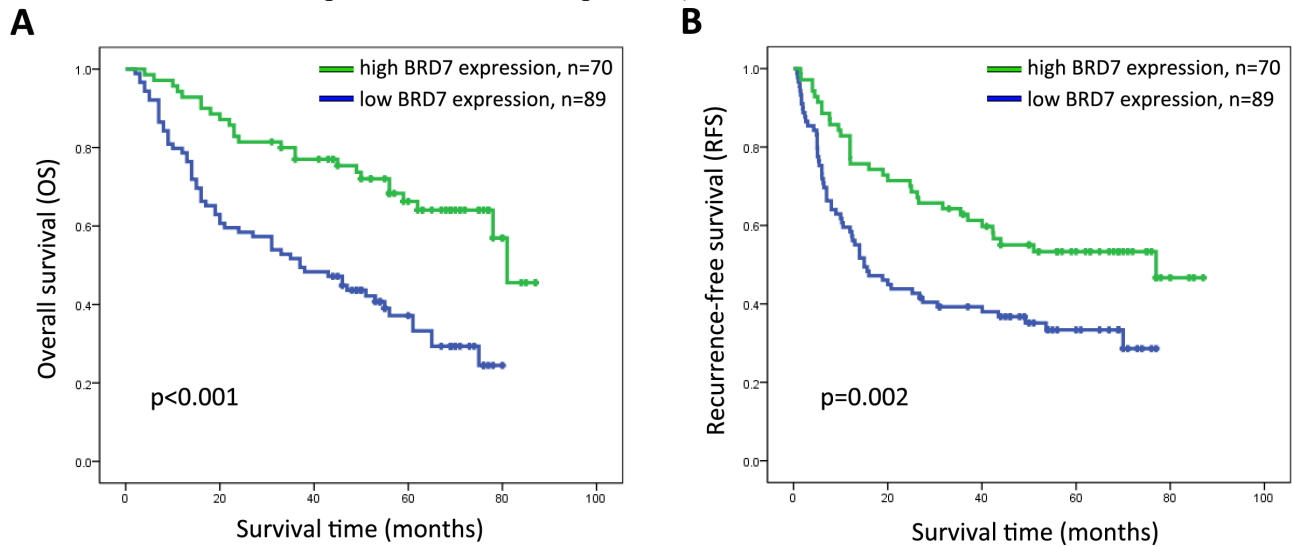 A
high BRD7 expression, n=70
low BRD7 expression, n=89
Overall survival (OS)
1.0
0.8
0.6
0.4
0.2
0.0
p<0.001
0 20 40 60 80 100
Survival time (months)
B
high BRD7 expression, n=70
low BRD7 expression, n=89
Recurrence-free survival (RFS)
1.0
0.8
0.6
0.4
0.2
0.0
p=0.002
0 20 40 60 80 100
Survival time (months)